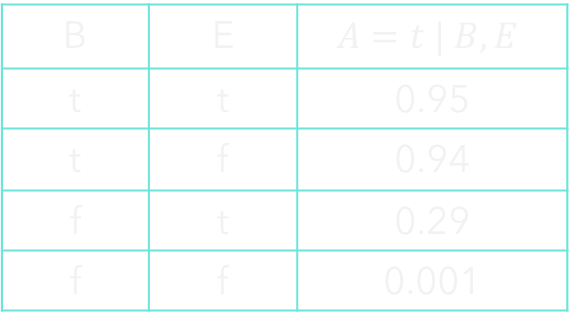 B E A = t | B, E
t t 0.95
t f 0.94
f t 0.29
f f 0.001